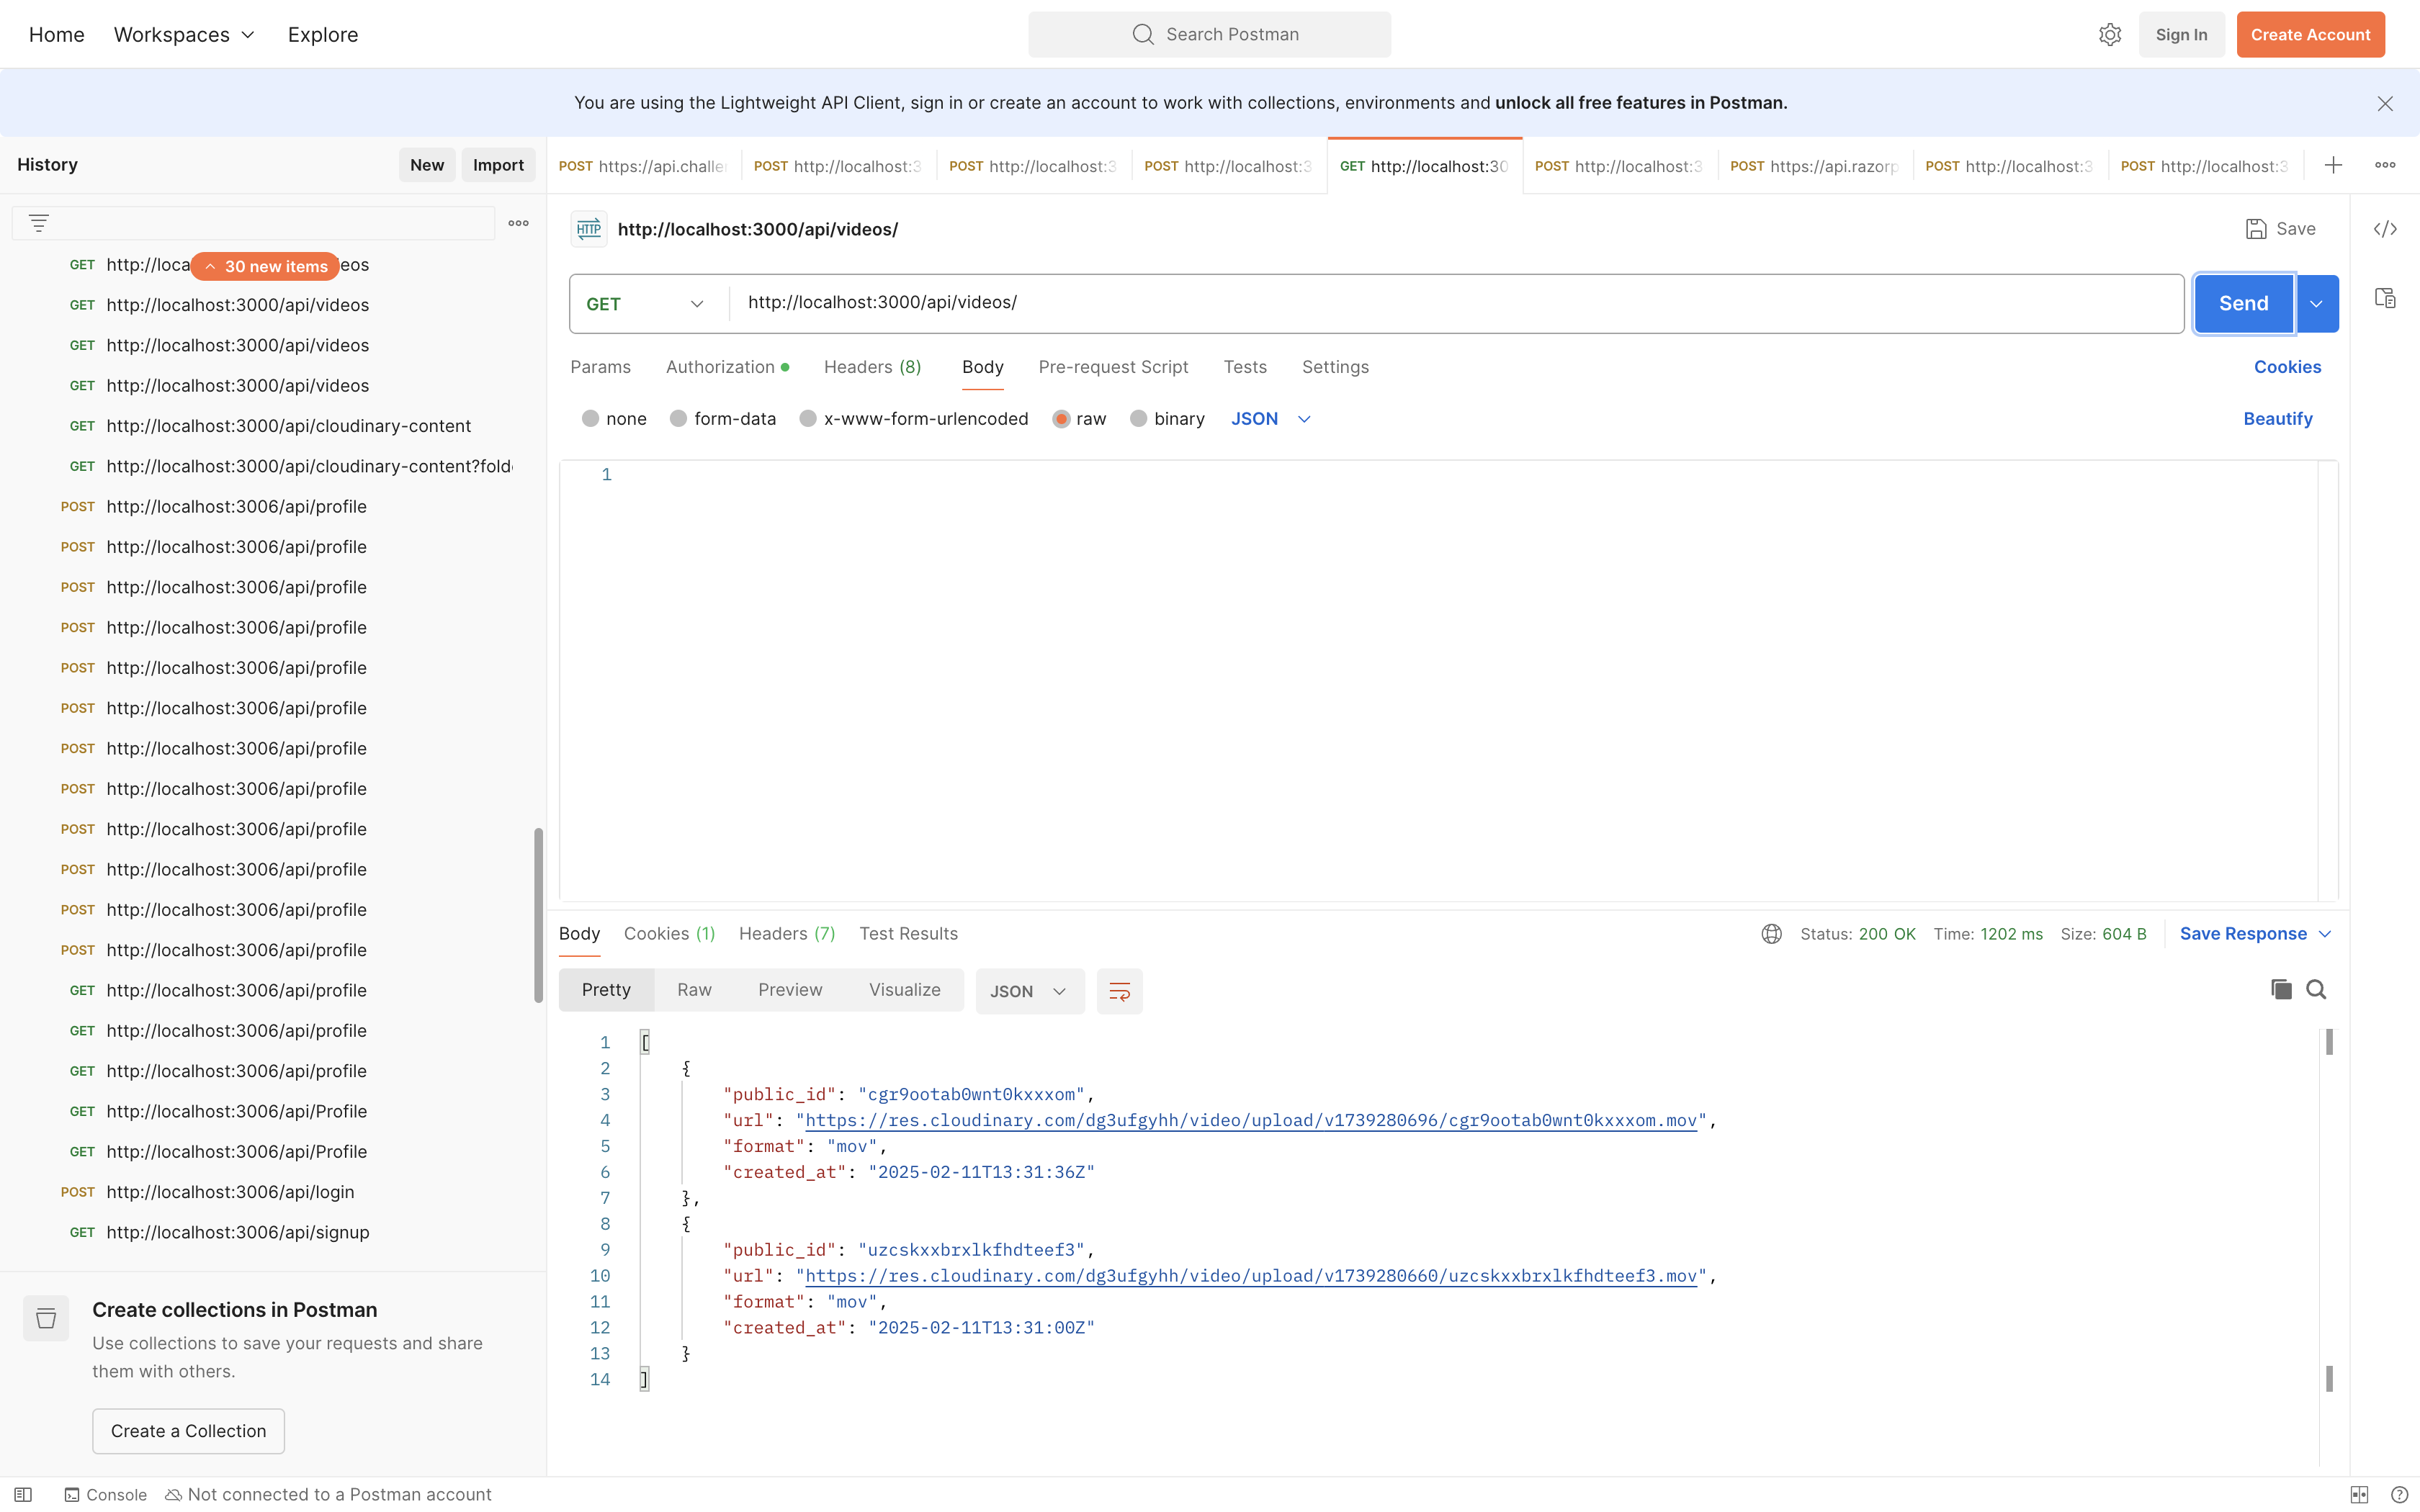 Home Workspaces Explore Search Postman Sign In Create Account
You are using the Lightweight API Client, sign in or create an account to work with collections, environments and unlock all free features in Postman.
History New Import
POST https://api.challe POST http://localhost:3 POST http://localhost:3 POST http://localhost:3 GET http://localhost:30 POST http://localhost:3 POST https://api.razorp POST http://localhost:3 POST http://localhost:3
GET http://loca 30 new items eos
GET http://localhost:3000/api/videos
GET http://localhost:3000/api/videos
GET http://localhost:3000/api/videos
GET http://localhost:3000/api/cloudinary-content
GET http://localhost:3000/api/cloudinary-content?fold
POST http://localhost:3006/api/profile
POST http://localhost:3006/api/profile
POST http://localhost:3006/api/profile
POST http://localhost:3006/api/profile
POST http://localhost:3006/api/profile
POST http://localhost:3006/api/profile
POST http://localhost:3006/api/profile
POST http://localhost:3006/api/profile
POST http://localhost:3006/api/profile
POST http://localhost:3006/api/profile
POST http://localhost:3006/api/profile
POST http://localhost:3006/api/profile
GET http://localhost:3006/api/profile
GET http://localhost:3006/api/profile
GET http://localhost:3006/api/profile
GET http://localhost:3006/api/Profile
GET http://localhost:3006/api/Profile
POST http://localhost:3006/api/login
GET http://localhost:3006/api/signup
Create collections in Postman
Use collections to save your requests and share
them with others.
Create a Collection
HTTP http://localhost:3000/api/videos/ Save
GET http://localhost:3000/api/videos/ Send
Params Authorization Headers (8) Body Pre-request Script Tests Settings Cookies
none form-data x-www-form-urlencoded raw binary JSON Beautify
1
Body Cookies (1) Headers (7) Test Results Status: 200 OK Time: 1202 ms Size: 604 B Save Response
Pretty Raw Preview Visualize JSON
1 [
2 {
3 "public_id": "cgr9ootab0wnt0kxxxom",
4 "url": "https://res.cloudinary.com/dg3ufgyhh/video/upload/v1739280696/cgr9ootab0wnt0kxxxom.mov",
5 "format": "mov",
6 "created_at": "2025-02-11T13:31:36Z"
7 },
8 {
9 "public_id": "uzcskxxbrxlkfhdteef3",
10 "url": "https://res.cloudinary.com/dg3ufgyhh/video/upload/v1739280660/uzcskxxbrxlkfhdteef3.mov",
11 "format": "mov",
12 "created_at": "2025-02-11T13:31:00Z"
13 }
14 ]
Console Not connected to a Postman account